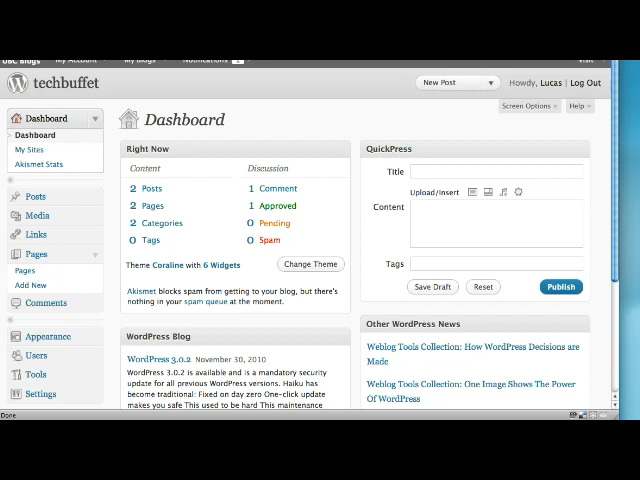 UBC Blogs My Account My Blogs Notifications Visit
techbuffet
New Post
Howdy, Lucas | Log Out
Screen Options
Help
Dashboard
Dashboard
My Sites
Akismet Stats
Posts
Media
Links
Pages
Pages
Add New
Comments
Appearance
Users
Tools
Settings
Dashboard
Right Now
Content
Discussion
2 Posts
1 Comment
2 Pages
1 Approved
2 Categories
0 Pending
0 Tags
0 Spam
Theme Coraline with 6 Widgets
Change Theme
Akismet blocks spam from getting to your blog, but there's
nothing in your spam queue at the moment.
WordPress Blog
WordPress 3.0.2 November 30, 2010
WordPress 3.0.2 is available and is a mandatory
security update for all previous WordPress versions. Haiku has
become traditional: Fixed on day zero One-click update
makes you safe This used to be hard This maintenance
QuickPress
Title
Upload/Insert
Content
Tags
Save Draft
Reset
Publish
Other WordPress News
Weblog Tools Collection: How WordPress Decisions are
Made
Weblog Tools Collection: One Image Shows The Power
Of WordPress
Done